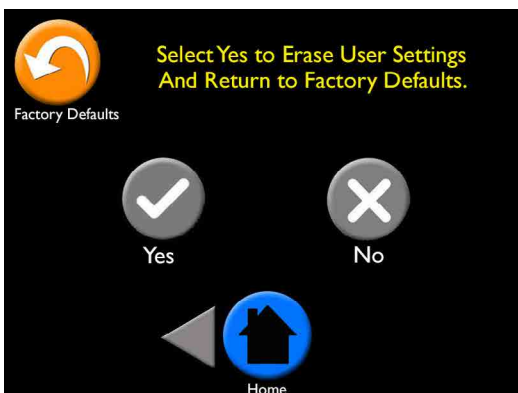 Select Yes to Erase User Settings
And Return to Factory Defaults.
Factory Defaults
Yes
No
Home